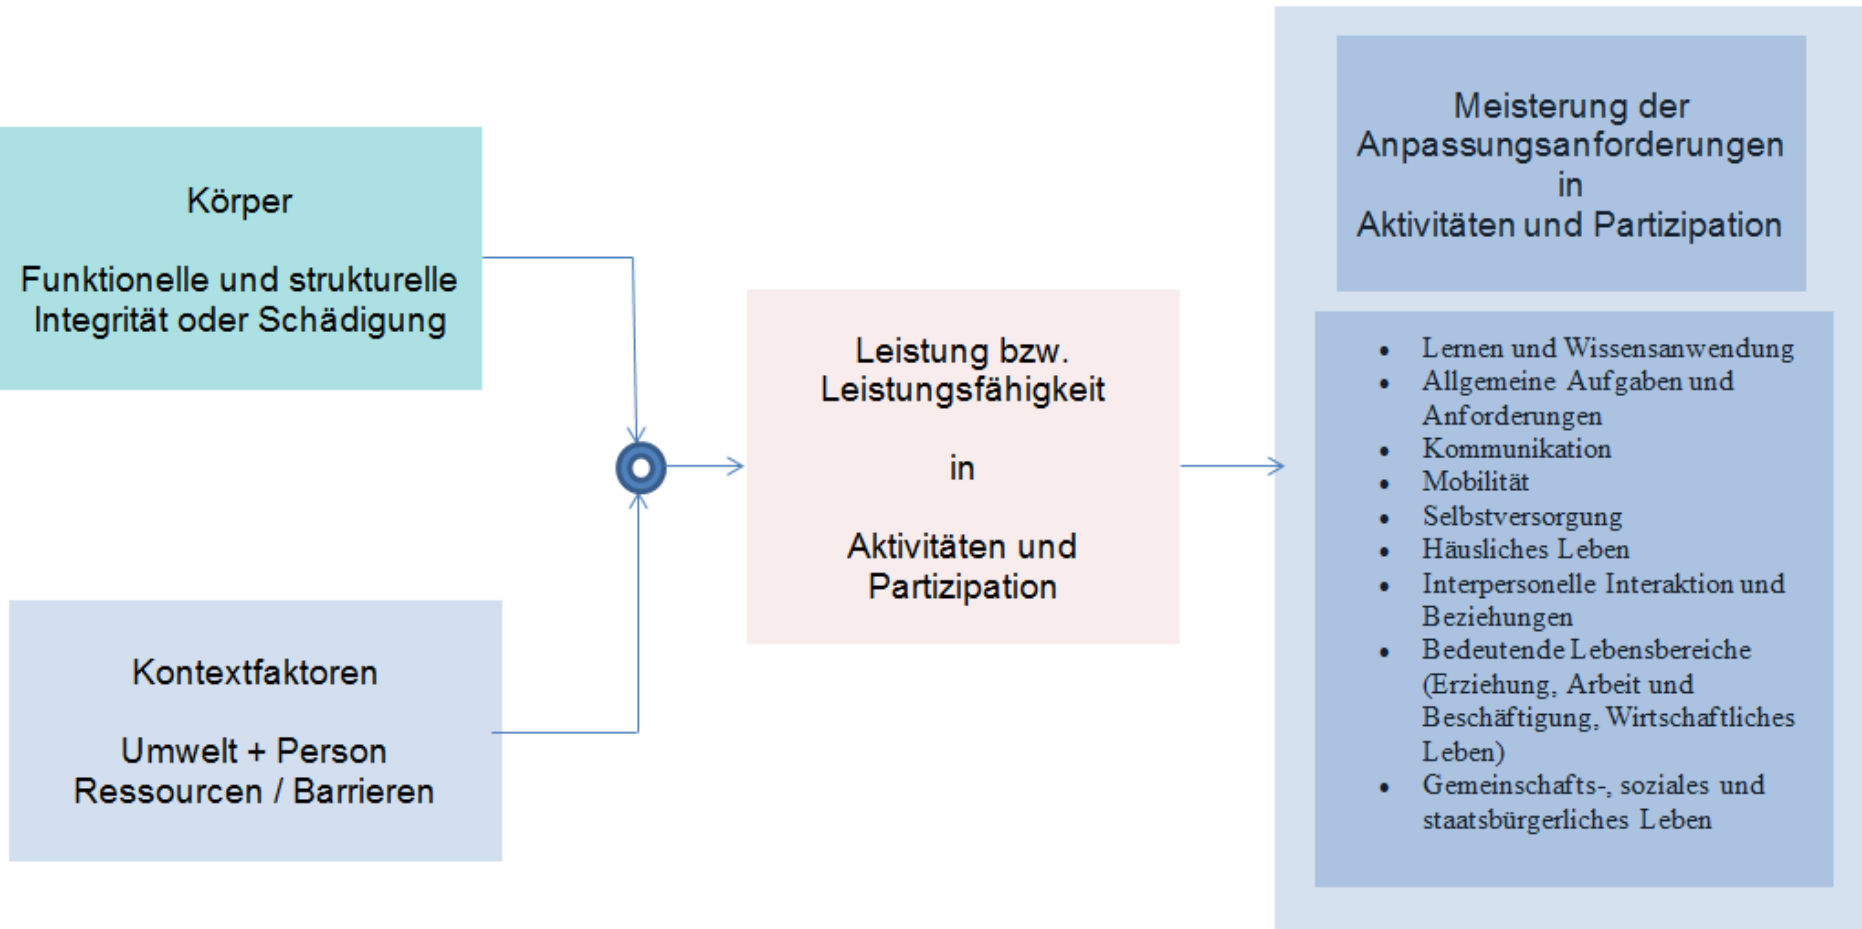 Körper
Funktionelle und strukturelle
Integrität oder Schädigung
Kontextfaktoren
Umwelt + Person
Ressourcen / Barrieren
Leistung bzw.
Leistungsfähigkeit
in
Aktivitäten und
Partizipation
Meisterung der
Anpassungsanforderungen
in
Aktivitäten und Partizipation
• Lernen und Wissensanwendung
• Allgemeine Aufgaben und
Anforderungen
• Kommunikation
• Mobilität
• Selbstversorgung
• Häusliches Leben
• Interpersonelle Interaktion und
Beziehungen
• Bedeutende Lebensbereiche
(Erziehung, Arbeit und
Beschäftigung, Wirtschaftliches
Leben)
• Gemeinschafts-, soziales und
staatsbürgerliches Leben